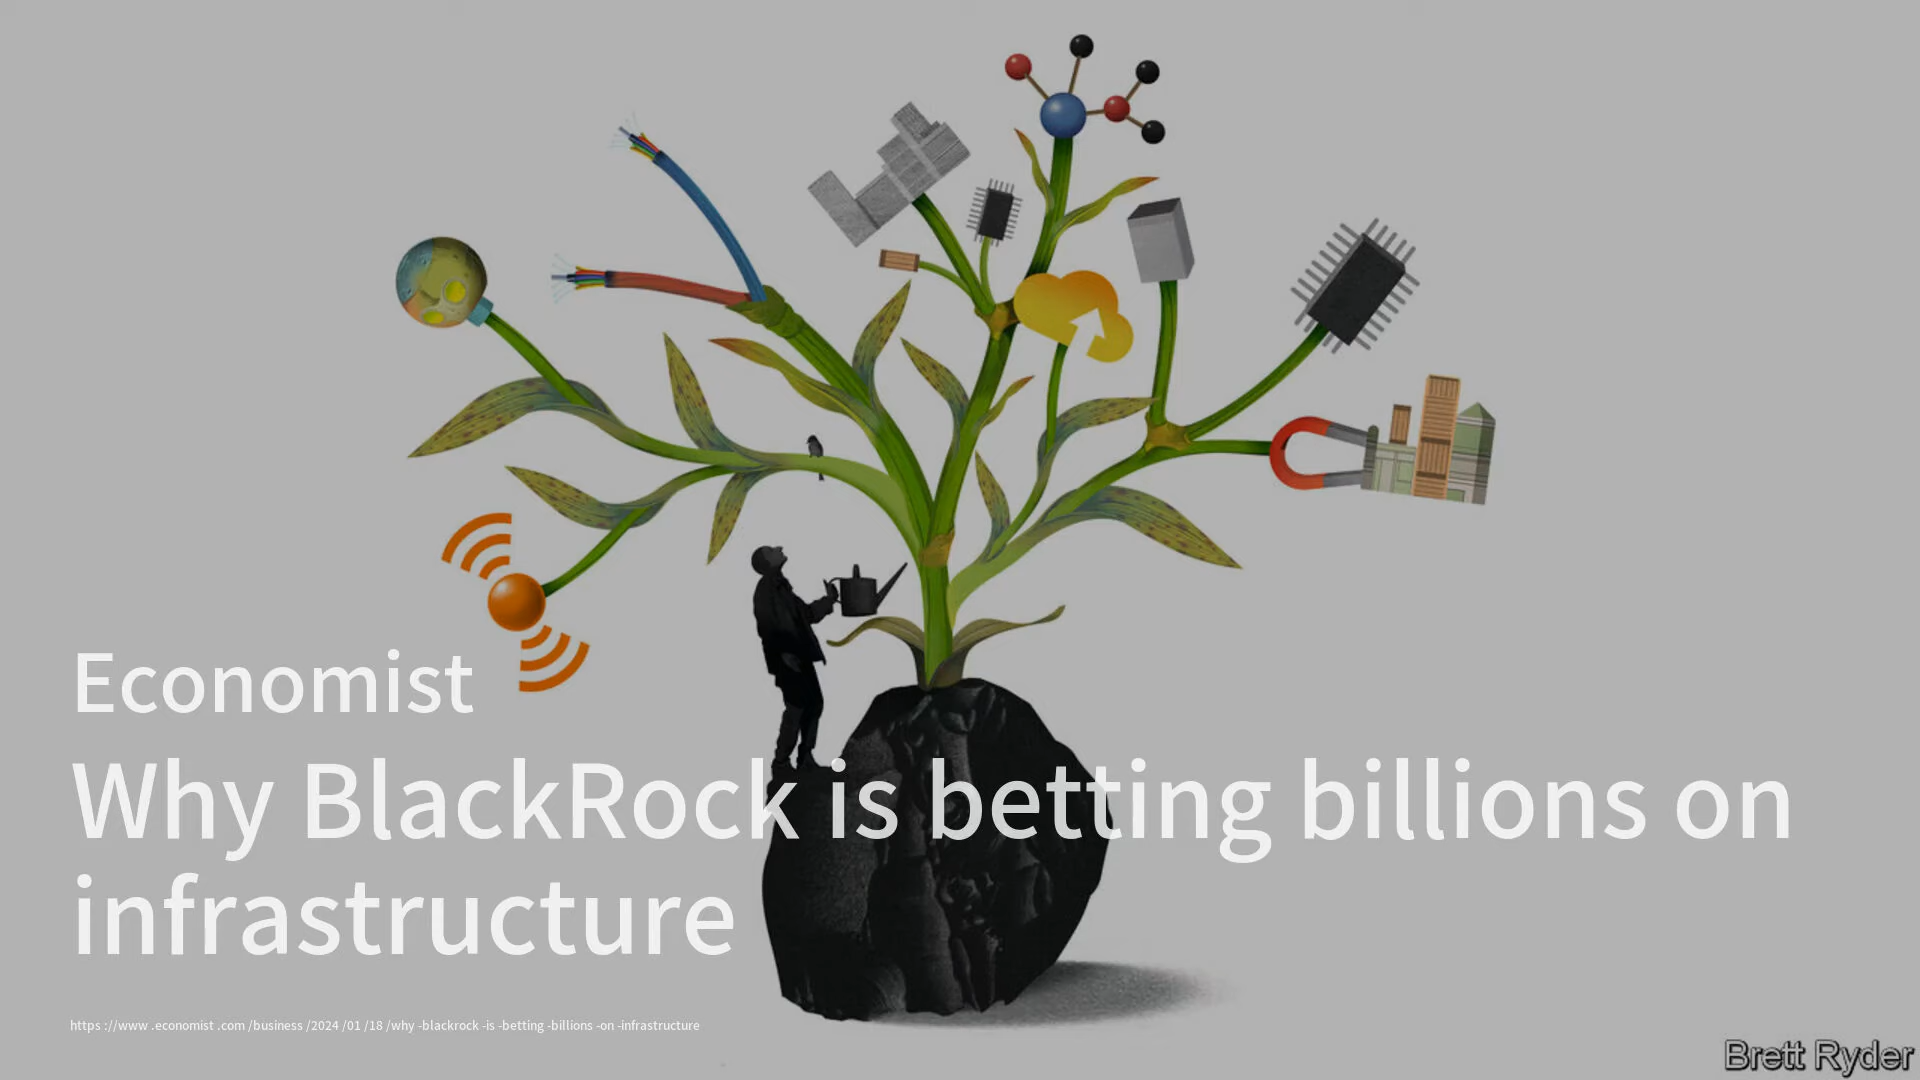 Economist
Why BlackRock is betting billions on
infrastructure
https ://www .economist .com /business /2024 /01 /18 /why -blackrock -is -betting -billions -on -infrastructure
Brett Ryder